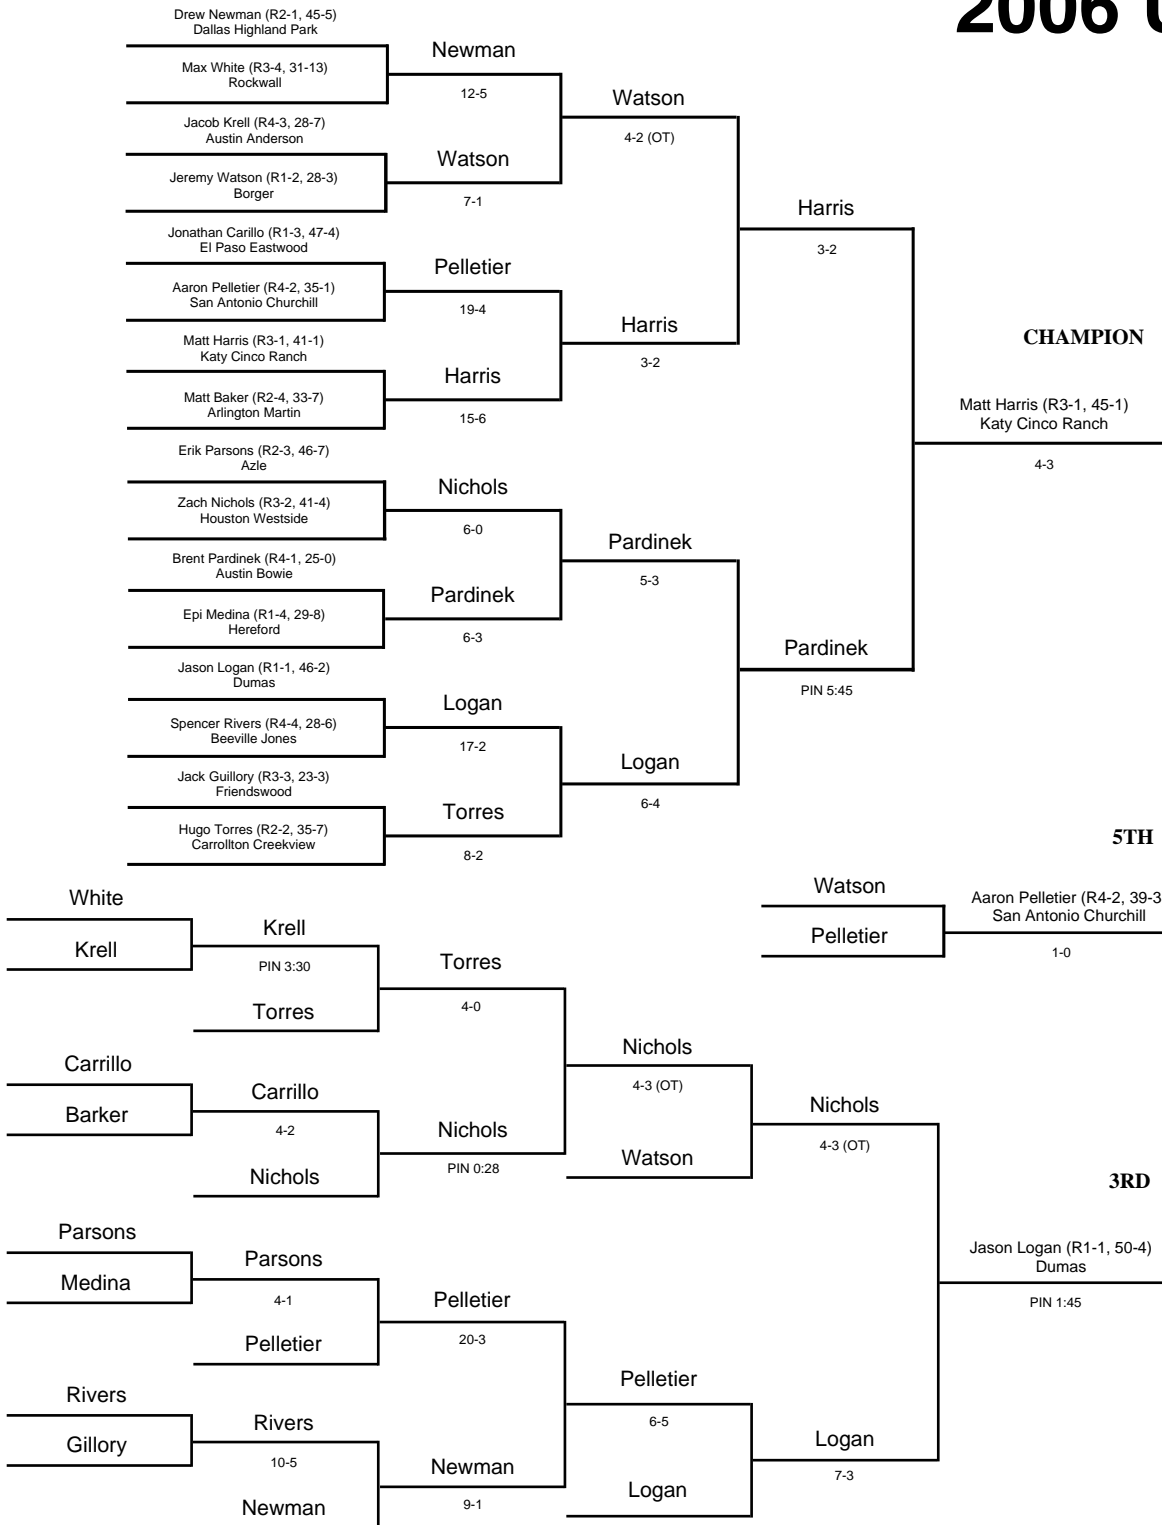 2006 U
Drew Newman (R2-1, 45-5)
Dallas Highland Park
Newman
Max White (R3-4, 31-13)
Rockwall
12-5
Watson
4-2 (OT)
Jacob Krell (R4-3, 28-7)
Austin Anderson
Watson
Jeremy Watson (R1-2, 28-3)
Borger
7-1
Harris
3-2
Jonathan Carillo (R1-3, 47-4)
El Paso Eastwood
Pelletier
Aaron Pelletier (R4-2, 35-1)
San Antonio Churchill
19-4
Harris
3-2
Matt Harris (R3-1, 41-1)
Katy Cinco Ranch
Harris
Matt Baker (R2-4, 33-7)
Arlington Martin
15-6
CHAMPION
Matt Harris (R3-1, 45-1)
Katy Cinco Ranch
4-3
Erik Parsons (R2-3, 46-7)
Azle
Nichols
Zach Nichols (R3-2, 41-4)
Houston Westside
6-0
Pardinek
5-3
Brent Pardinek (R4-1, 25-0)
Austin Bowie
Pardinek
Epi Medina (R1-4, 29-8)
Hereford
6-3
Pardinek
PIN 5:45
Jason Logan (R1-1, 46-2)
Dumas
Logan
Spencer Rivers (R4-4, 28-6)
Beeville Jones
17-2
Logan
6-4
Jack Guillory (R3-3, 23-3)
Friendswood
Torres
Hugo Torres (R2-2, 35-7)
Carrollton Creekview
8-2
5TH
Watson
Pelletier
Aaron Pelletier (R4-2, 39-3
San Antonio Churchill
1-0
White
Krell
Krell
PIN 3:30
Torres
Torres
4-0
Carrillo
Barker
Carrillo
4-2
Nichols
Nichols
PIN 0:28
Nichols
4-3 (OT)
Watson
Nichols
4-3 (OT)
3RD
Jason Logan (R1-1, 50-4)
Dumas
PIN 1:45
Parsons
Medina
Parsons
4-1
Pelletier
Pelletier
20-3
Rivers
Gillory
Rivers
10-5
Newman
Newman
9-1
Pelletier
6-5
Logan
Logan
7-3